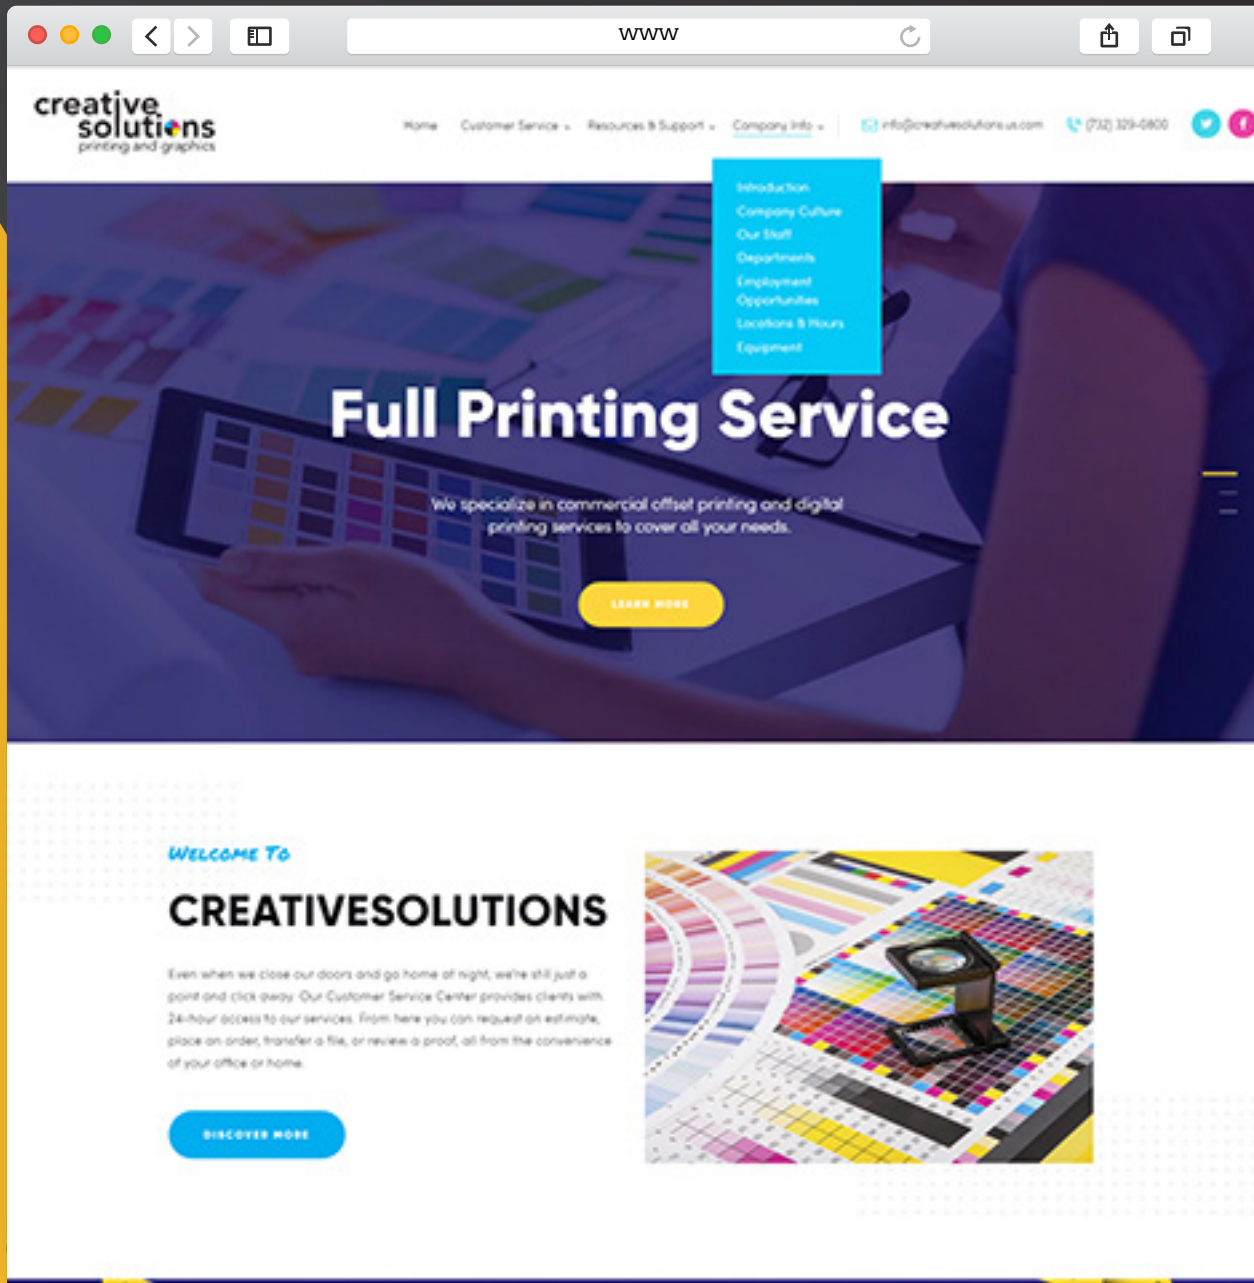 www
creative
solutions
printing and graphics
Home Customer Service Resources & Support Company Info info@creativesolutions.us.com (732) 329-0800
Introduction
Company Culture
Our Staff
Departments
Employment
Opportunities
Locations & Hours
Equipment
Full Printing Service
We specialize in commercial offset printing and digital
printing services to cover all your needs.
LEARN MORE
WELCOME TO
CREATIVESOLUTIONS
Even when we close our doors and go home at night, we're still just a
point and click away. Our Customer Service Center provides clients with
24-hour access to our services. From here you can request an estimate,
place an order, transfer a file, or review a proof, all from the convenience
of your office or home.
DISCOVER MORE